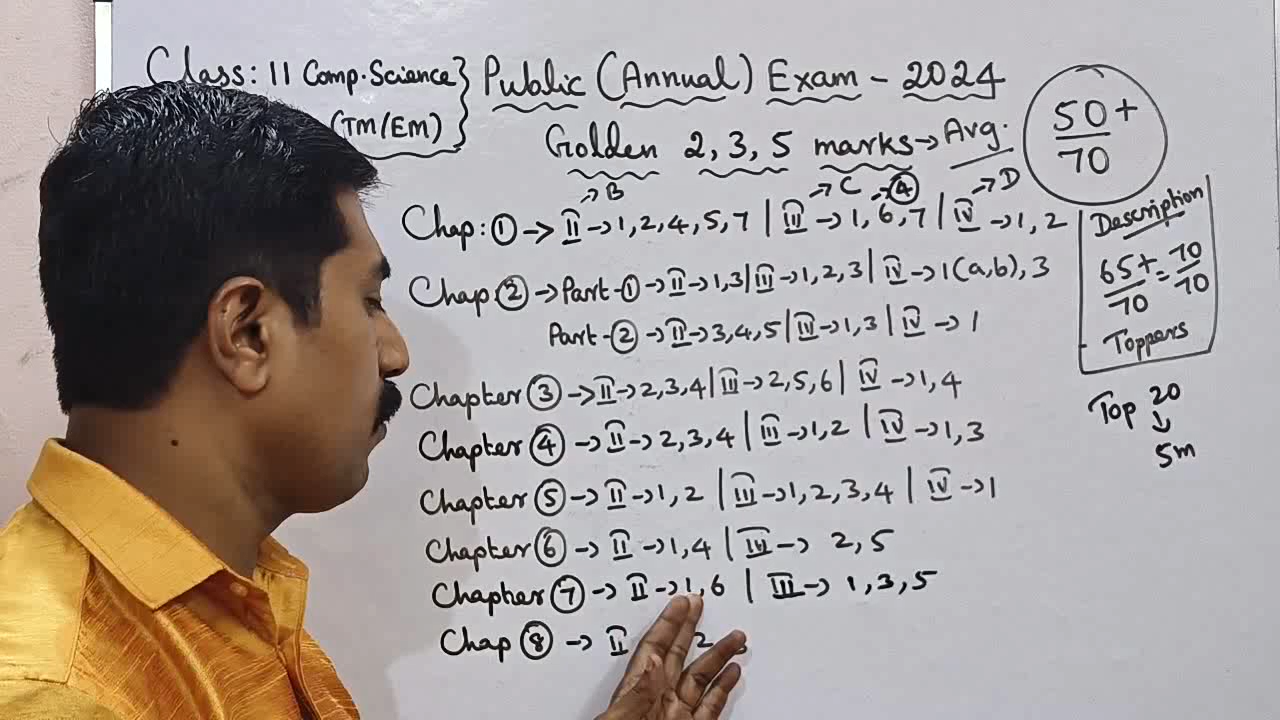 Class: 11 Comp. Science } Public (Annual) Exam - 2024
(TM/EM)
Golden 2, 3, 5 marks → Avg.
50+/70
→ B → C → ④ → D
Chap: ① → II → 1, 2, 4, 5, 7 | III → 1, 6, 7 | IV → 1, 2
Chap ② → Part-① → II → 1, 3 | III → 1, 2, 3 | IV → 1(a, b), 3
Part-② → II → 3, 4, 5 | III → 1, 3 | IV → 1
Chapter ③ → II → 2, 3, 4 | III → 2, 5, 6 | IV → 1, 4
Chapter ④ → II → 2, 3, 4 | III → 1, 2 | IV → 1, 3
Chapter ⑤ → II → 1, 2 | III → 1, 2, 3, 4 | IV → 1
Chapter ⑥ → II → 1, 4 | IV → 2, 5
Chapter ⑦ → II → 1, 6 | III → 1, 3, 5
Chap ⑧ → II 2
Description
65+/70 = 70/70
Toppers
Top 20
↓
5m